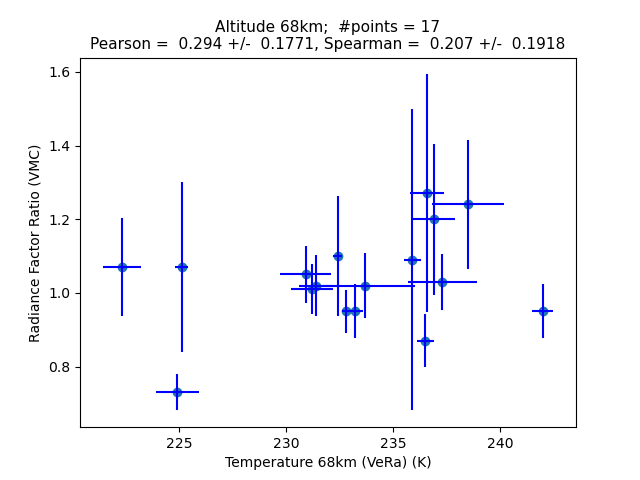 Altitude 68km;  #points = 17
Pearson =  0.294 +/-  0.1771, Spearman =  0.207 +/-  0.1918
1.6
1.4
1.2
1.0
0.8
Radiance Factor Ratio (VMC)
225
230
235
240
Temperature 68km (VeRa) (K)